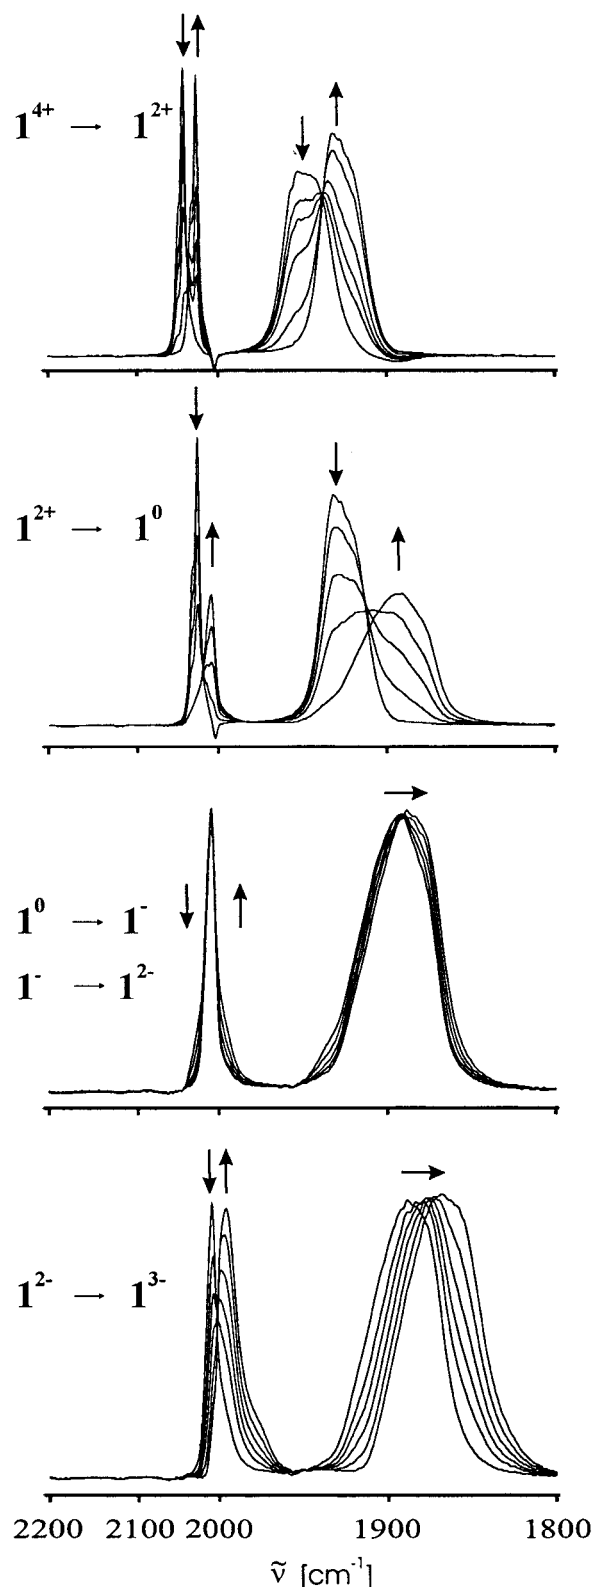 1⁴⁺ → 1²⁺
1²⁺ → 1⁰
1⁰ → 1⁻
1⁻ → 1²⁻
1²⁻ → 1³⁻
2200 2100 2000 1900 1800
ν̃ [cm⁻¹]